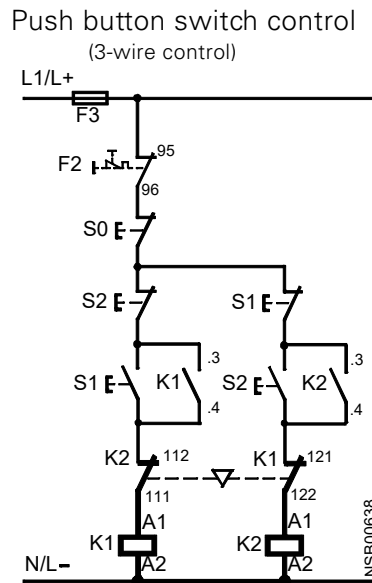 Push button switch control
(3-wire control)
L1/L+
F3
F2
95
96
S0
S2
S1
S1
K1
.3
.4
S2
K2
.3
.4
K2
112
111
K1
121
122
K1
A1
A2
K2
A1
A2
N/L-
NSB00638